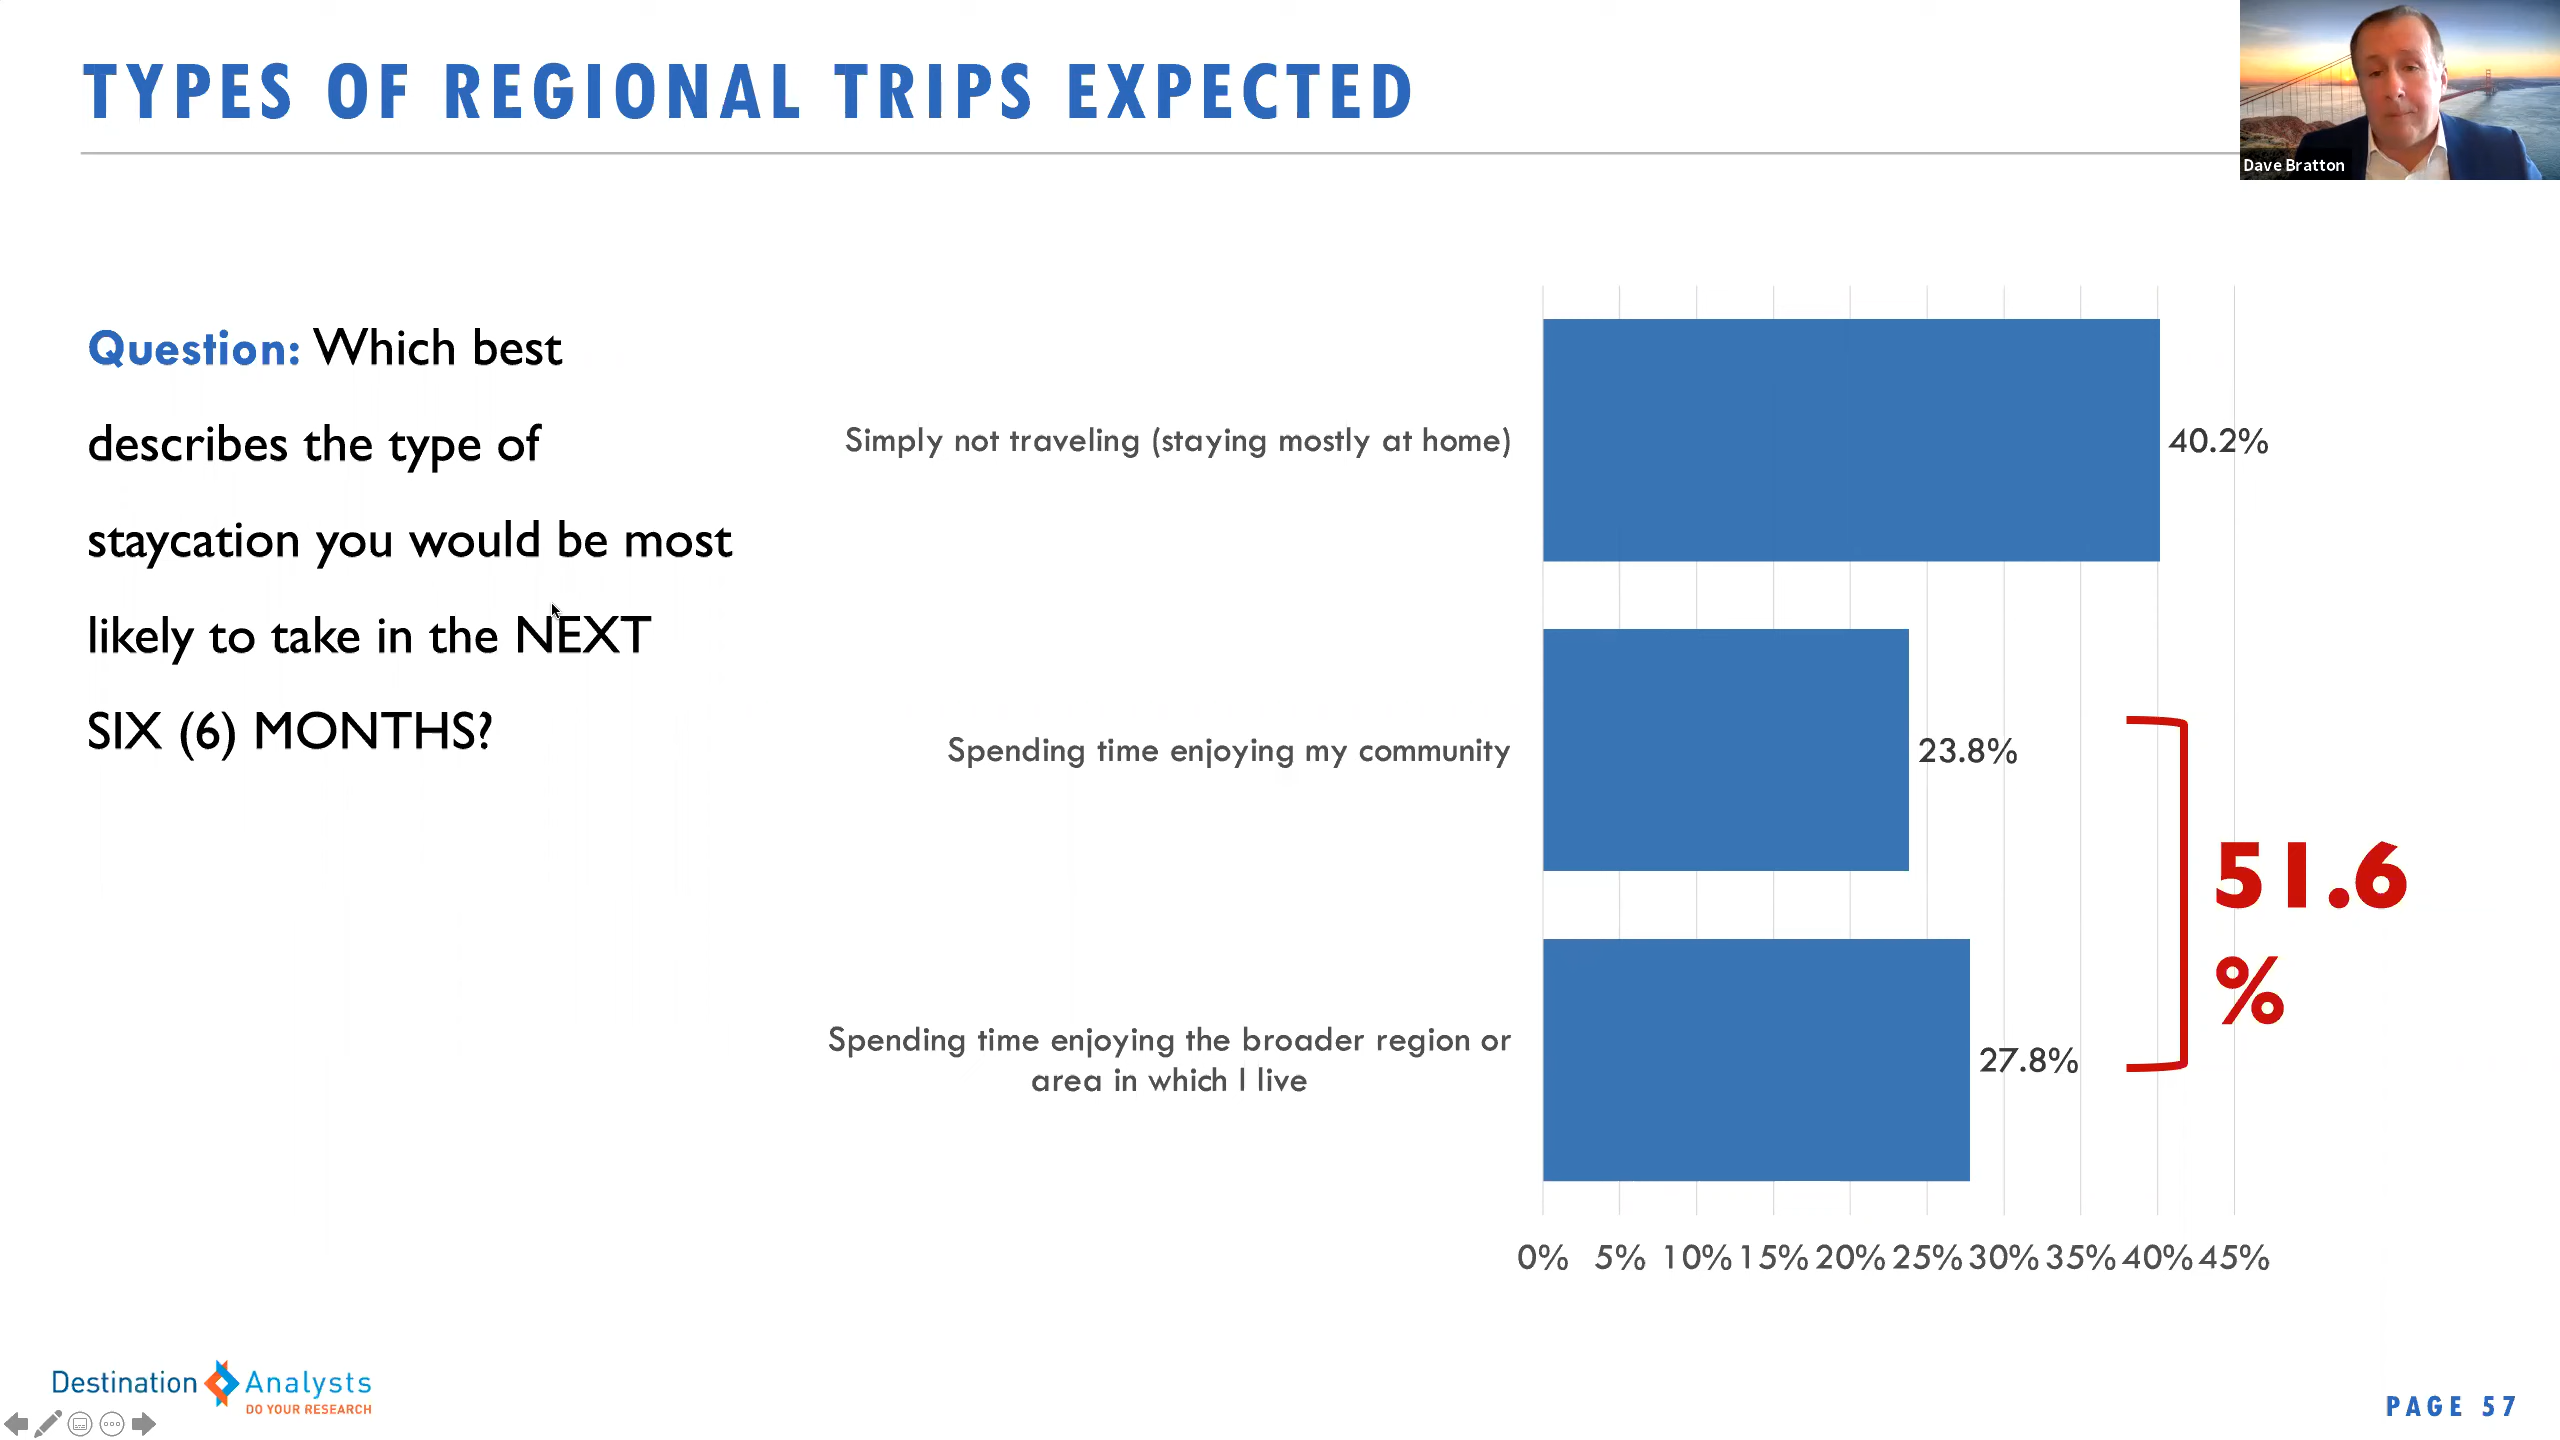 TYPES OF REGIONAL TRIPS EXPECTED
Dave Bratton
Question: Which best
describes the type of
staycation you would be most
likely to take in the NEXT
SIX (6) MONTHS?
Simply not traveling (staying mostly at home)
40.2%
Spending time enjoying my community
23.8%
Spending time enjoying the broader region or
area in which I live
27.8%
51.6
%
0% 5% 10% 15% 20% 25% 30% 35% 40% 45%
Destination Analysts
DO YOUR RESEARCH
PAGE 57